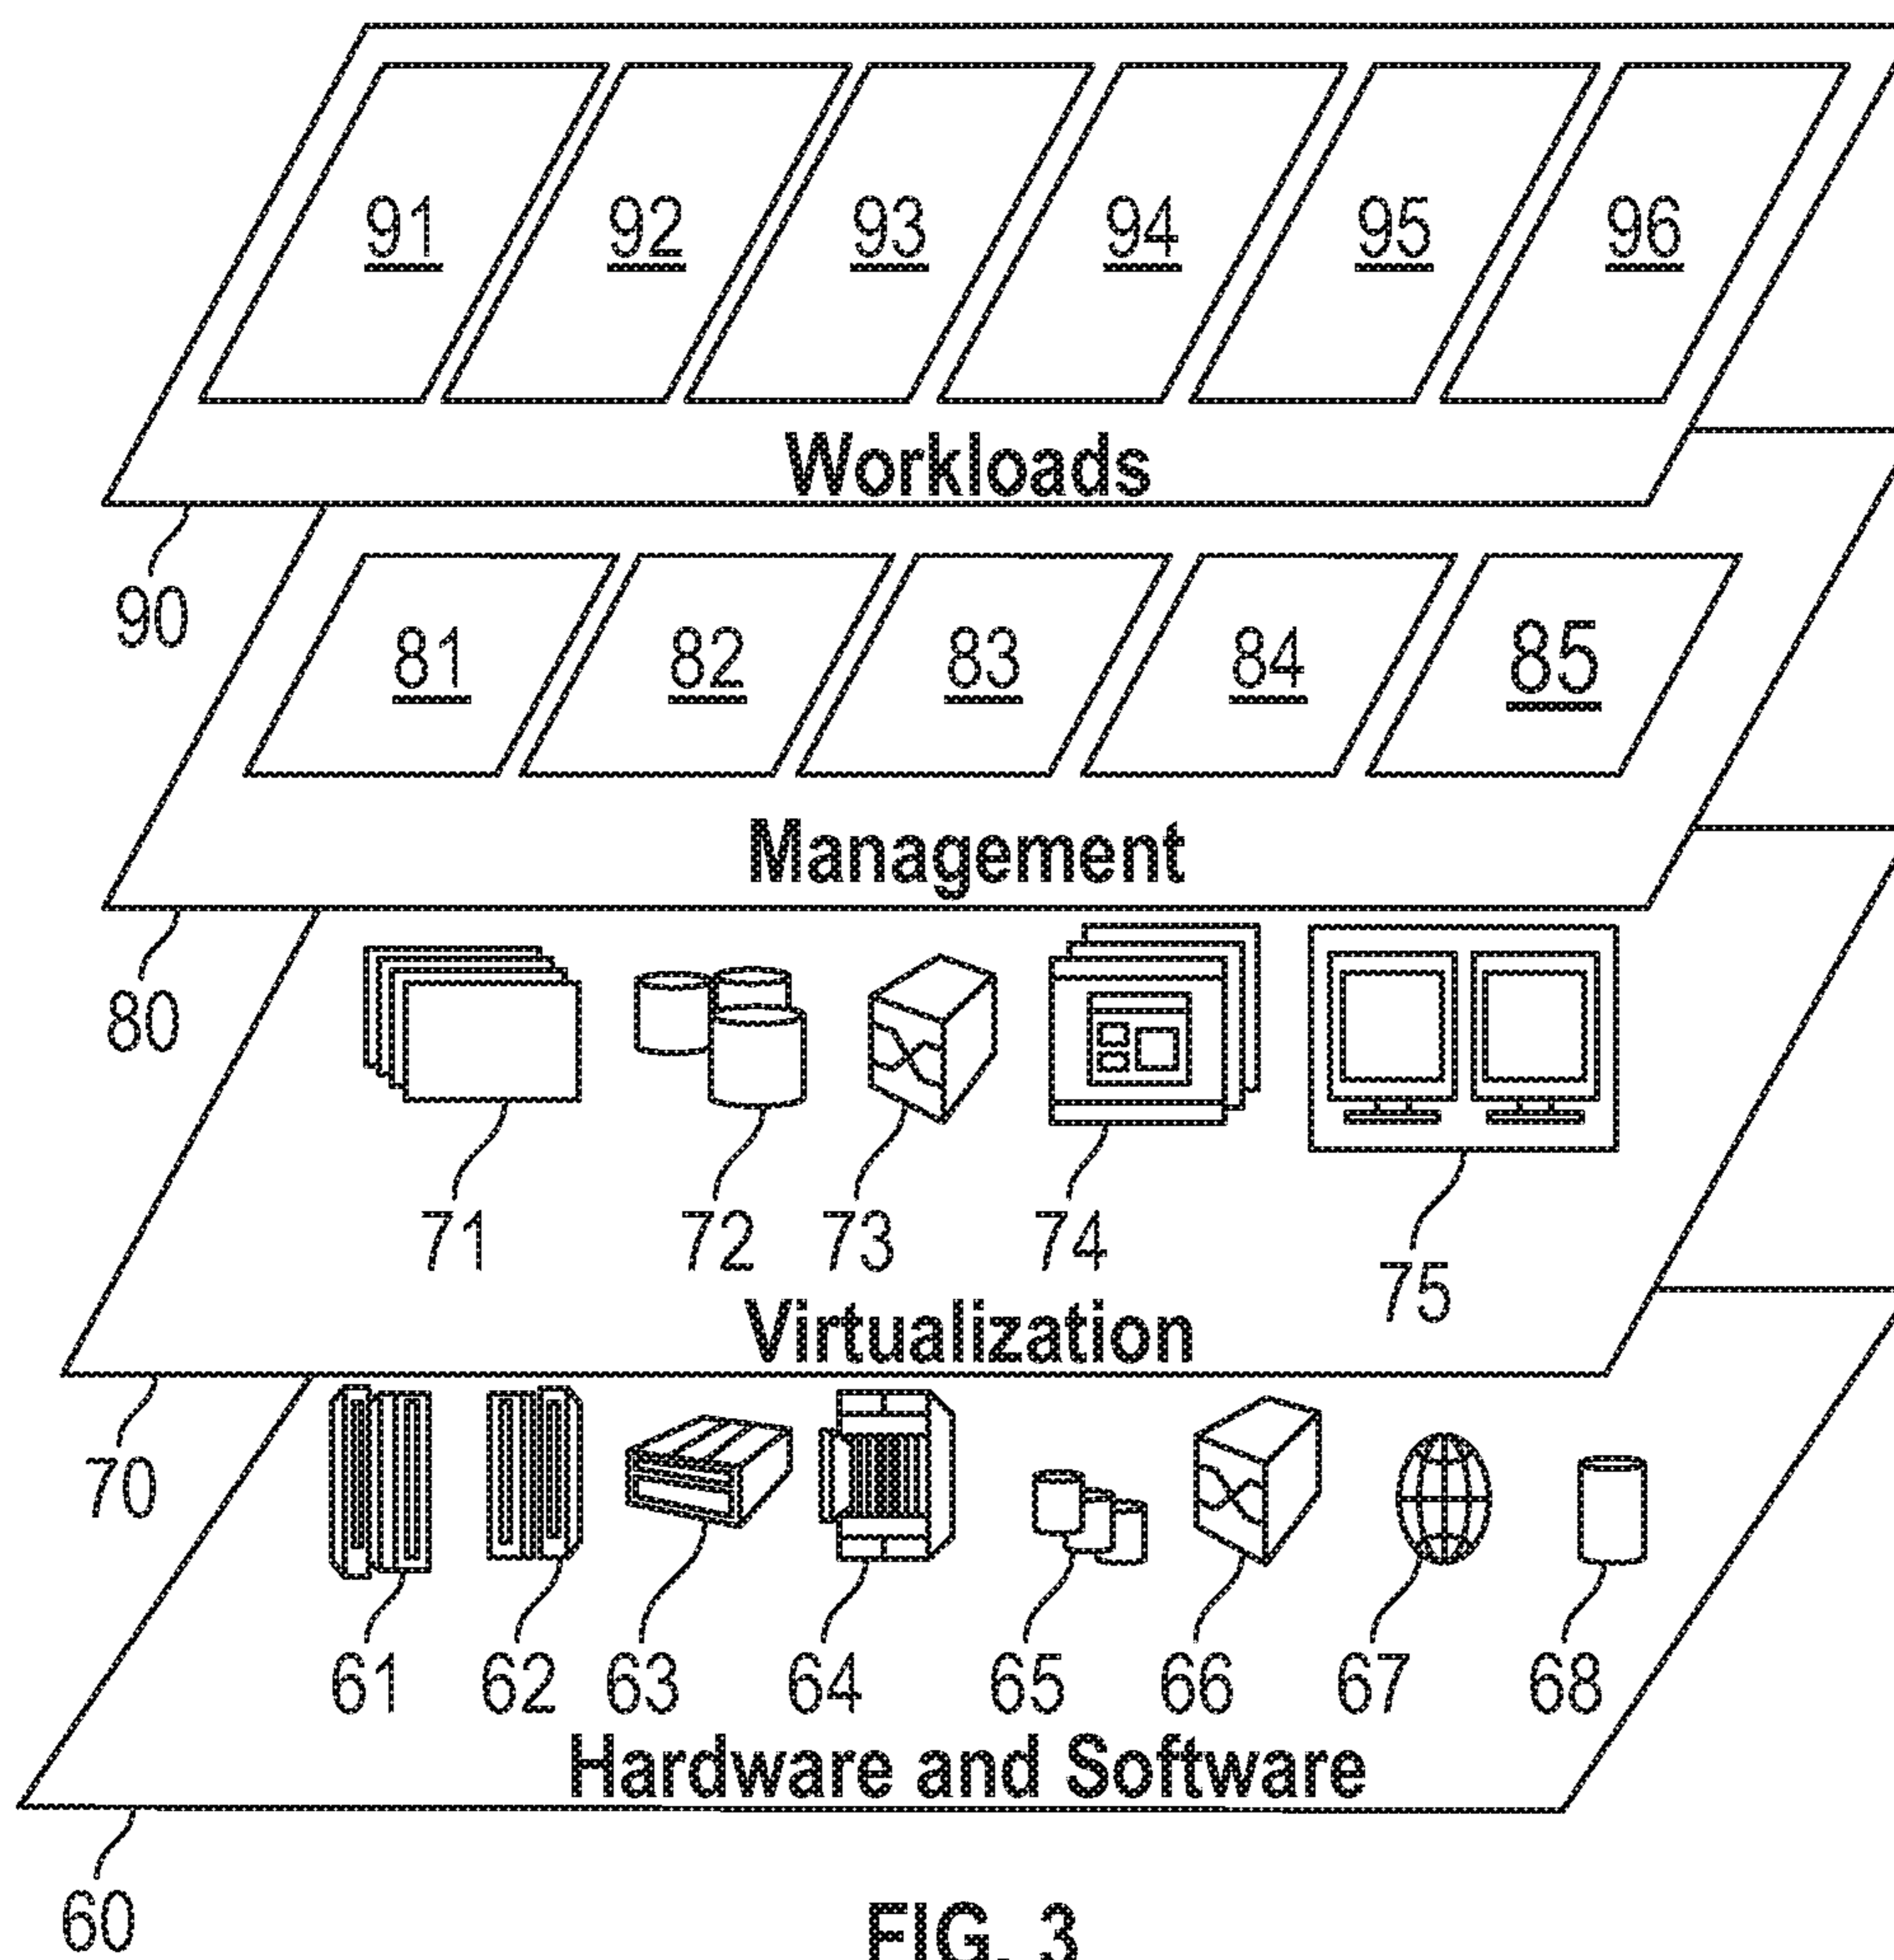 91 92 93 94 95 96
Workloads
90
81 82 83 84 85
Management
80
71 72 73 74
75
Virtualization
70
61 62 63 64 65 66 67 68
Hardware and Software
60
FIG. 3